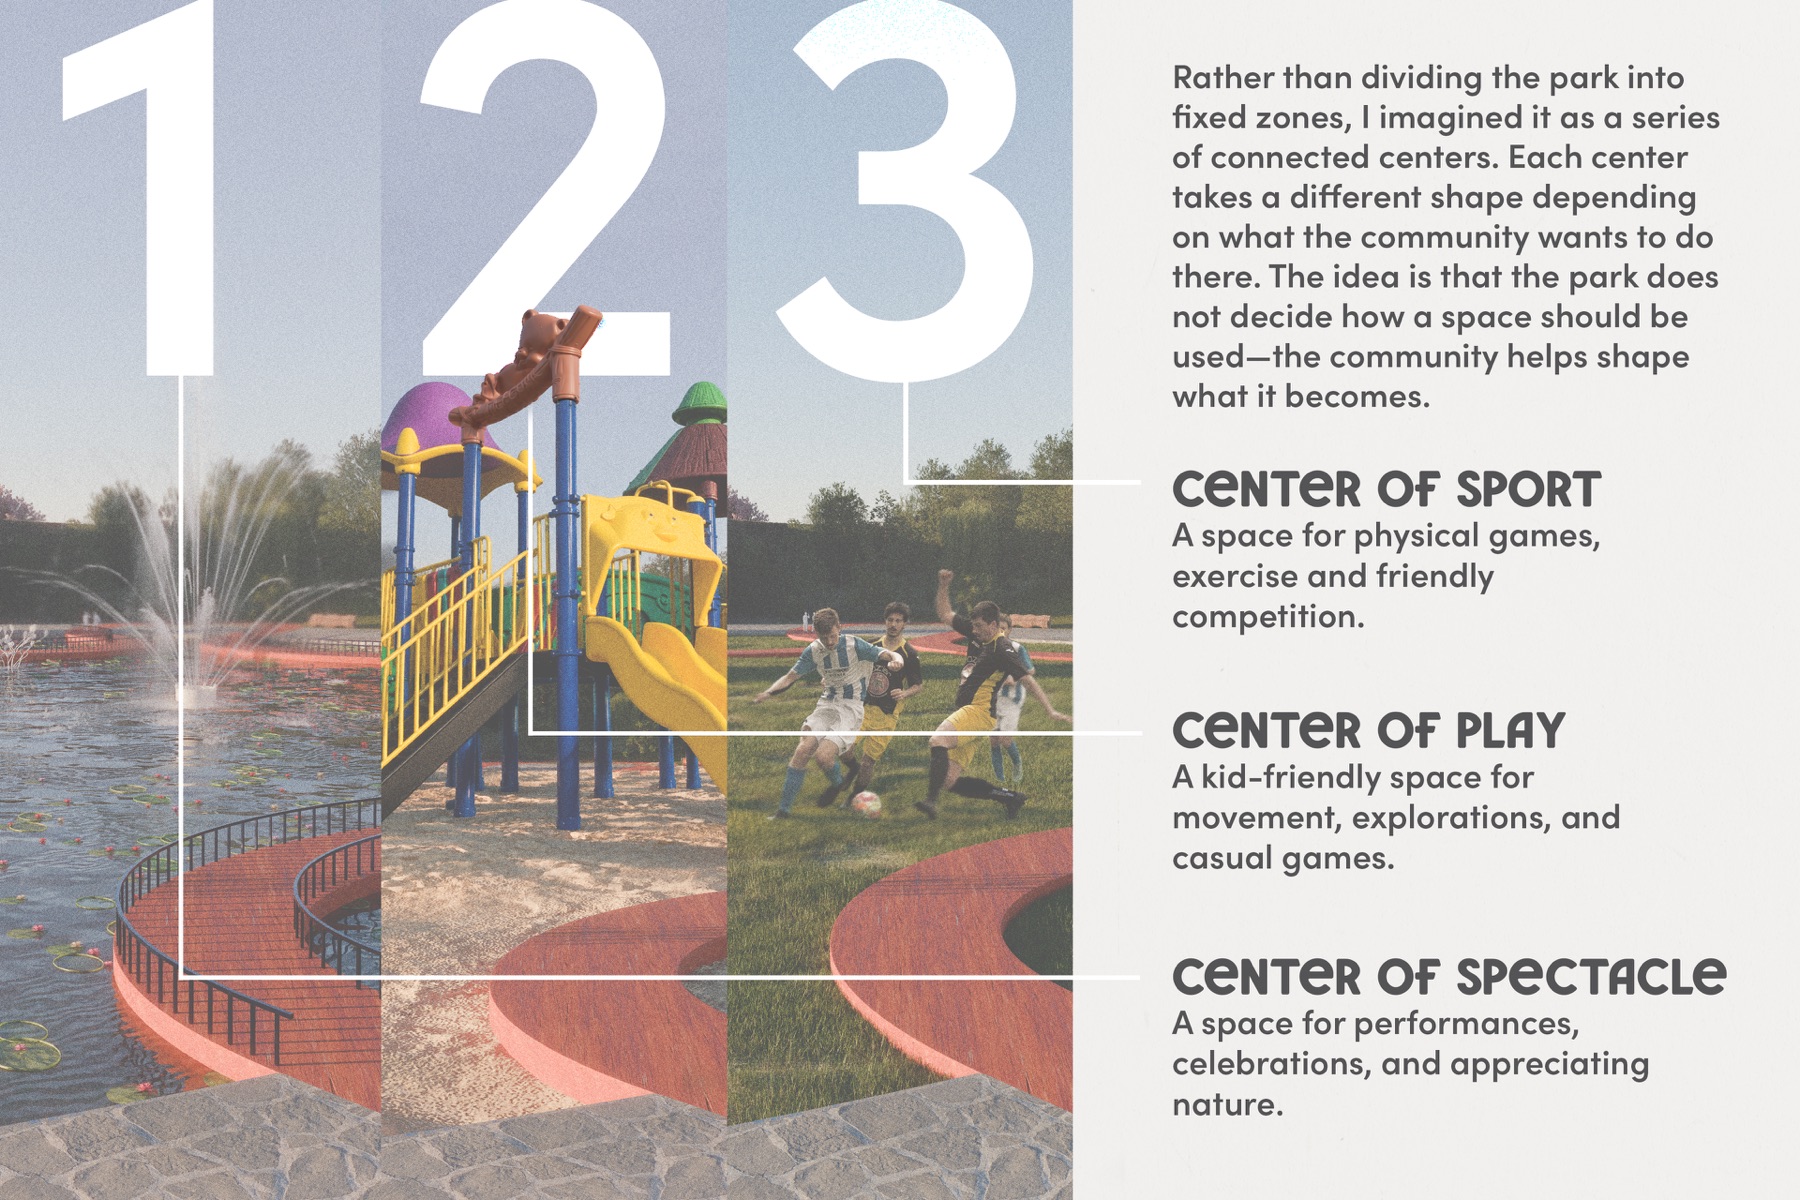 1 2 3
Rather than dividing the park into
fixed zones, I imagined it as a series
of connected centers. Each center
takes a different shape depending
on what the community wants to do
there. The idea is that the park does
not decide how a space should be
used—the community helps shape
what it becomes.
CENTER OF SPORT
A space for physical games,
exercise and friendly
competition.
CENTER OF PLAY
A kid-friendly space for
movement, explorations, and
casual games.
CENTER OF SPECTACLE
A space for performances,
celebrations, and appreciating
nature.